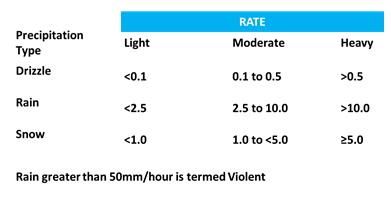 RATE
Precipitation
Type
Light Moderate Heavy
Drizzle <0.1 0.1 to 0.5 >0.5
Rain <2.5 2.5 to 10.0 >10.0
Snow <1.0 1.0 to <5.0 ≥5.0
Rain greater than 50mm/hour is termed Violent